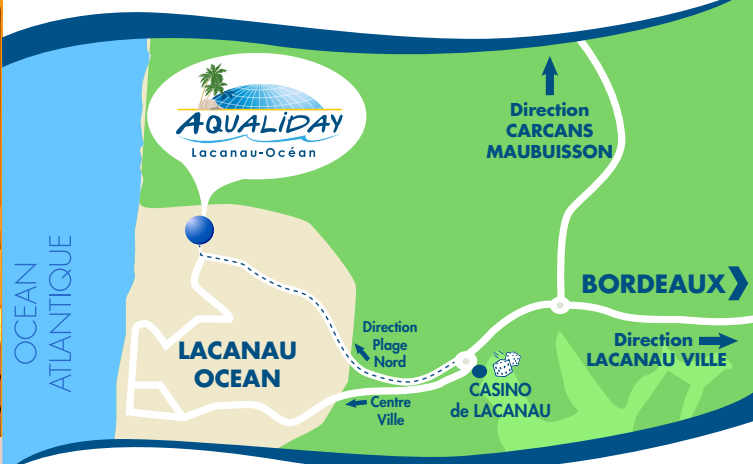 AQUALIDAY
Lacanau-Océan
Direction
CARCANS
MAUBUISSON
OCEAN
ATLANTIQUE
BORDEAUX
Direction
LACANAU VILLE
Direction
Plage
Nord
LACANAU
OCEAN
Centre
Ville
CASINO
de LACANAU